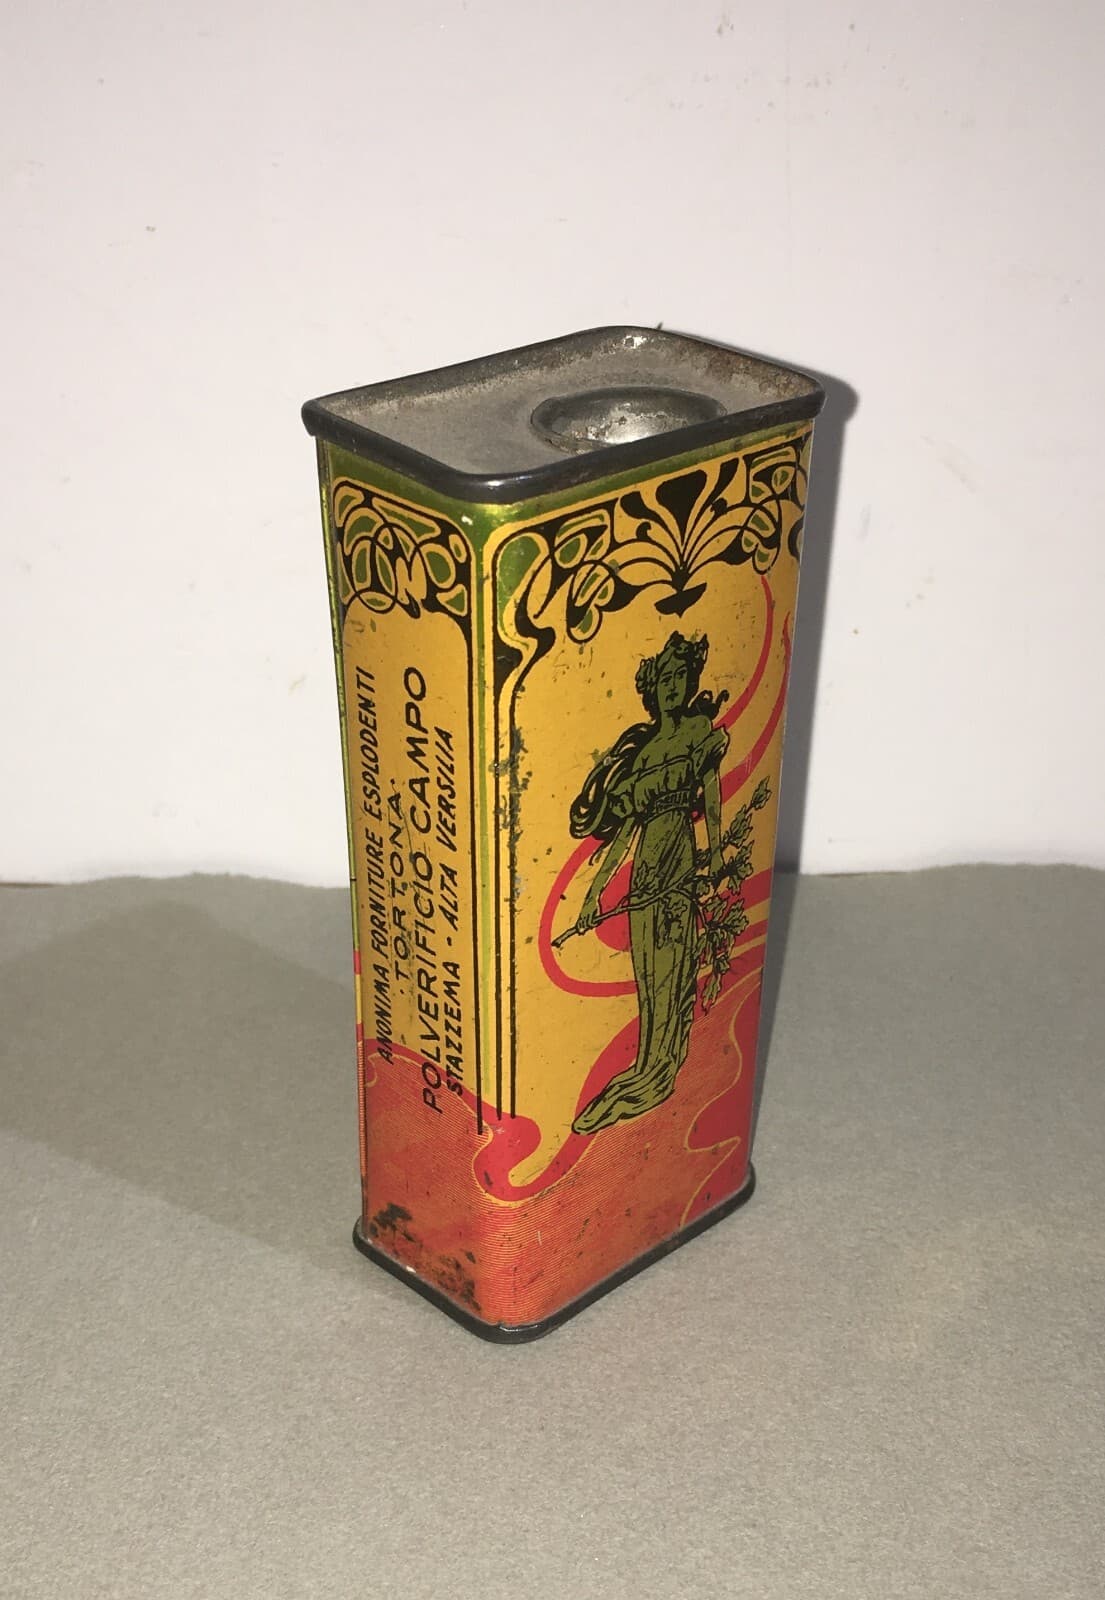 ANONIMA FORNITURE ESPLODENTI
·TORTONA·
POLVERIFICIO CAMPO
STAZZEMA - ALTA VERSILIA